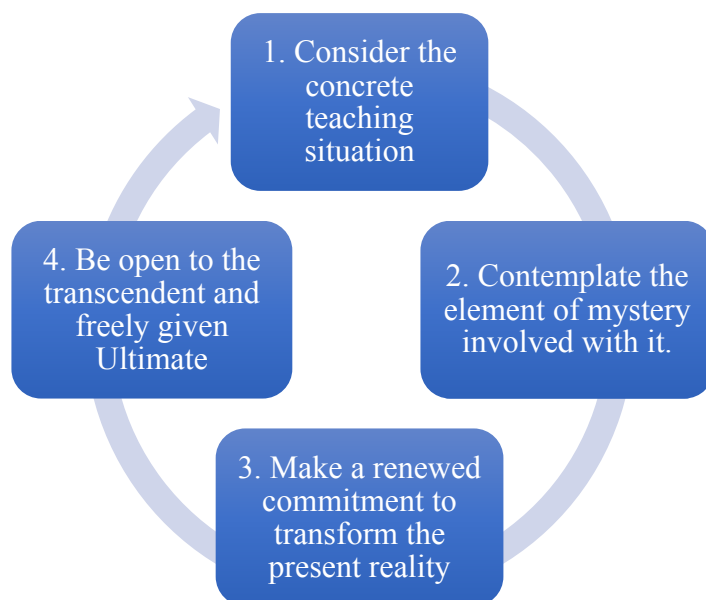 1. Consider the
concrete
teaching
situation
2. Contemplate the
element of mystery
involved with it.
3. Make a renewed
commitment to
transform the
present reality
4. Be open to the
transcendent and
freely given
Ultimate